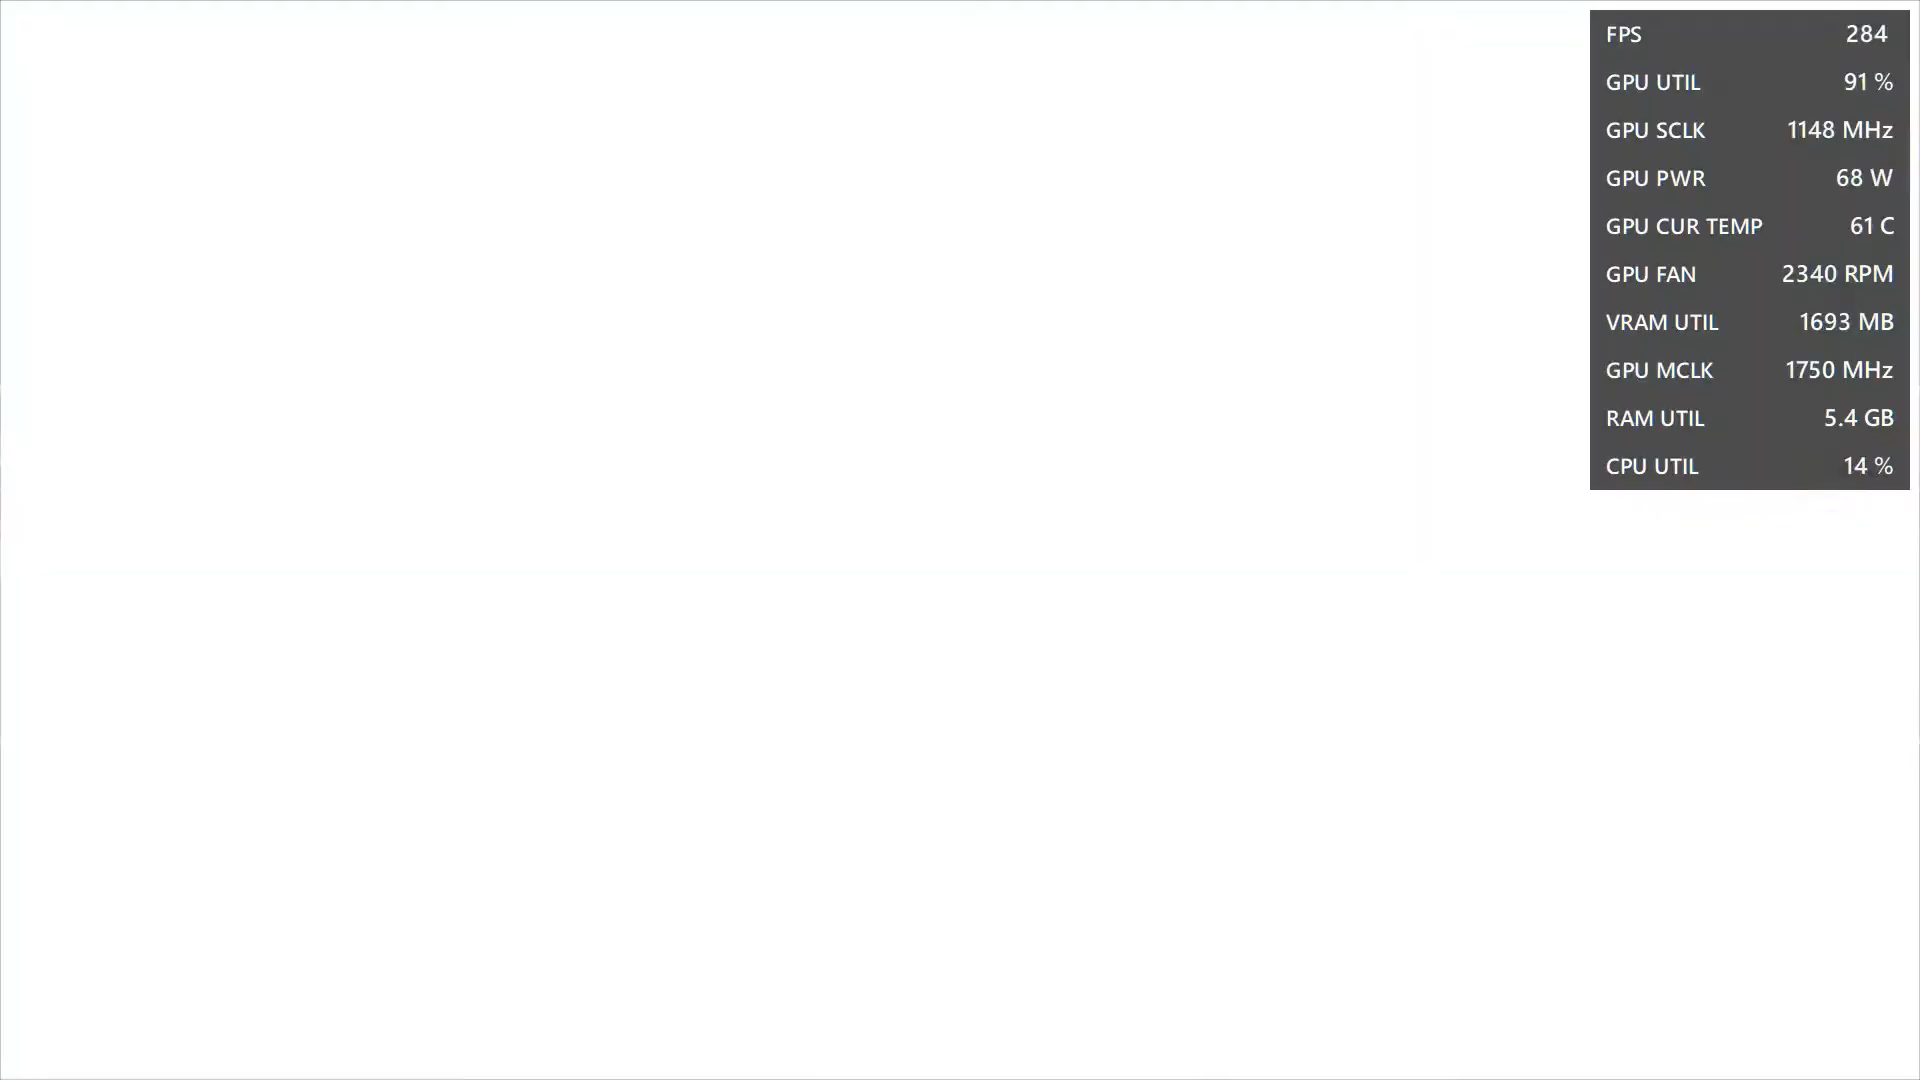 FPS 284
GPU UTIL 91 %
GPU SCLK 1148 MHz
GPU PWR 68 W
GPU CUR TEMP 61 C
GPU FAN 2340 RPM
VRAM UTIL 1693 MB
GPU MCLK 1750 MHz
RAM UTIL 5.4 GB
CPU UTIL 14 %